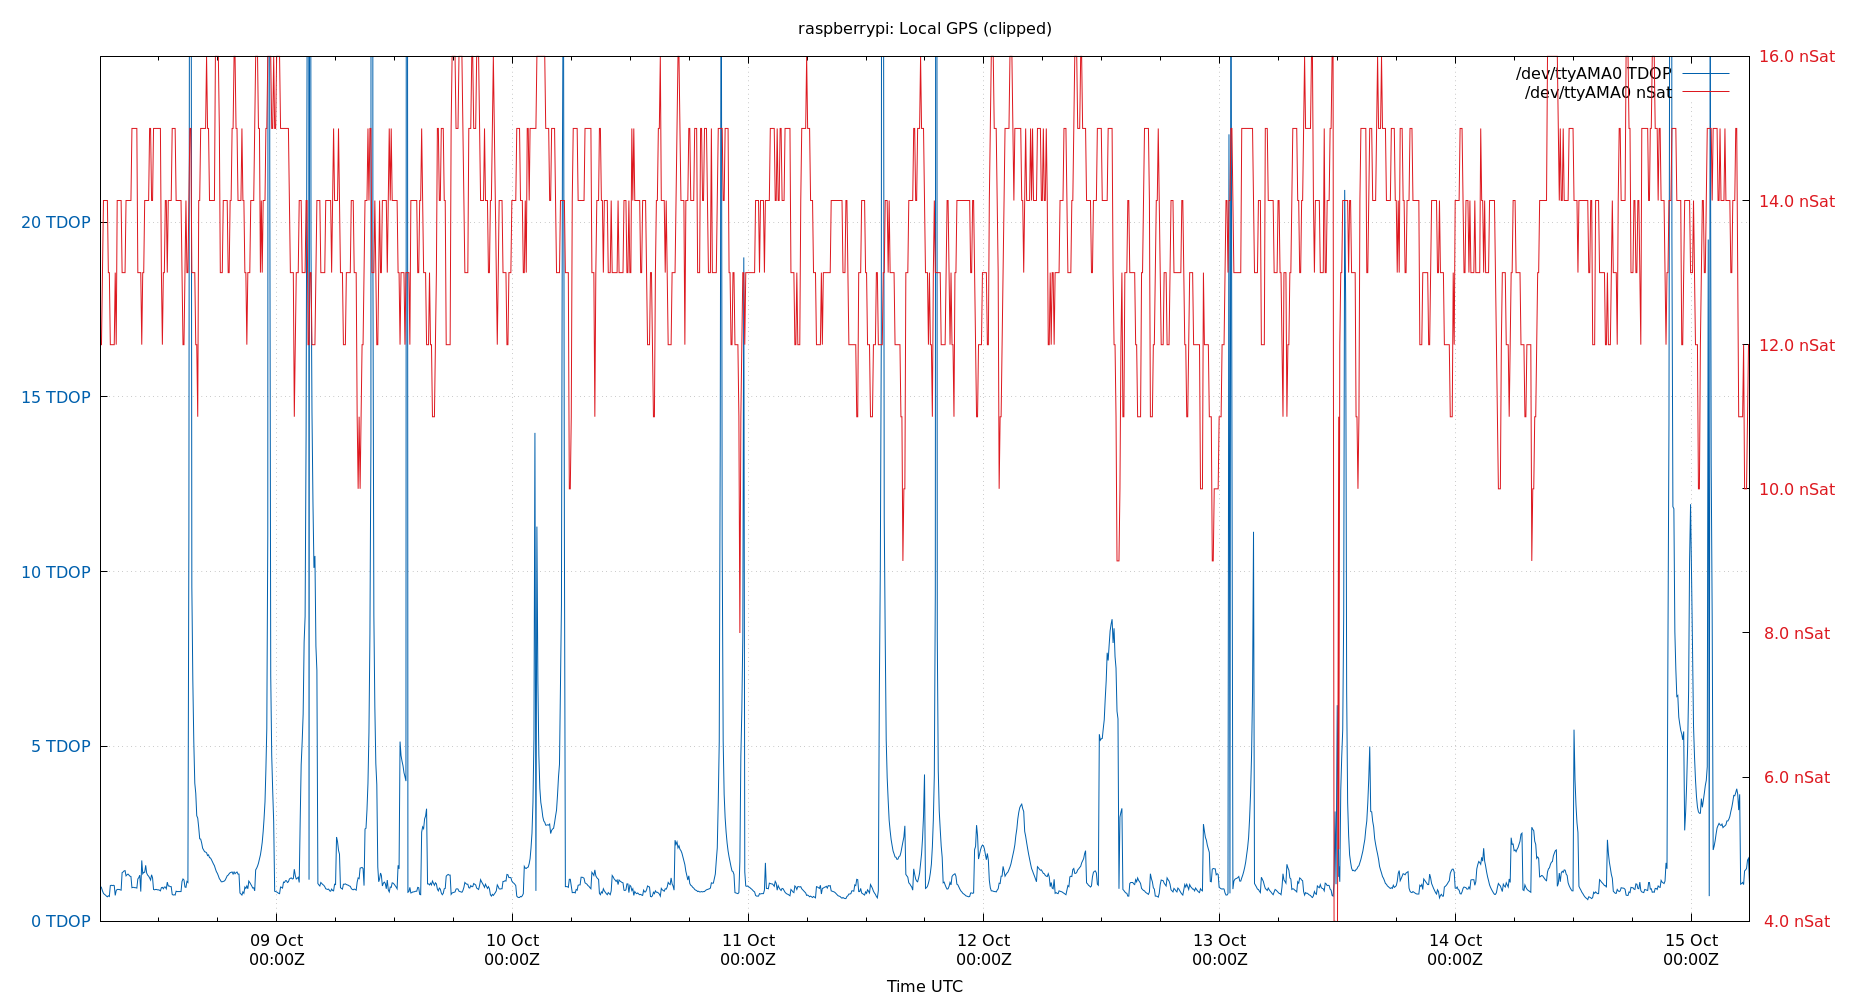 raspberrypi: Local GPS (clipped)
16.0 nSat
/dev/ttyAMA0 TDOP
/dev/ttyAMA0 nSat
14.0 nSat
20 TDOP
12.0 nSat
15 TDOP
10.0 nSat
10 TDOP
8.0 nSat
5 TDOP
6.0 nSat
0 TDOP
4.0 nSat
09 Oct 10 Oct 11 Oct 12 Oct 13 Oct 14 Oct 15 Oct
00:00Z 00:00Z 00:00Z 00:00Z 00:00Z 00:00Z 00:00Z
Time UTC